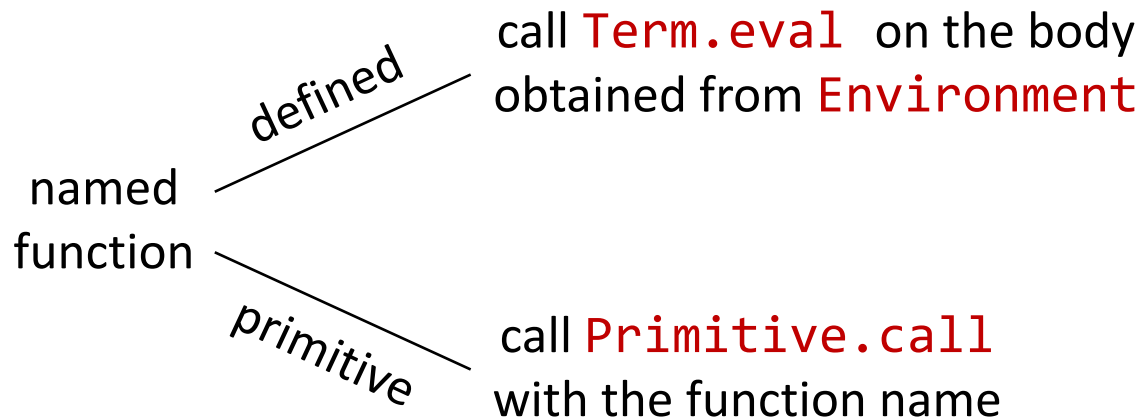 call Term.eval on the body
obtained from Environment
defined
named
function
primitive
call Primitive.call
with the function name